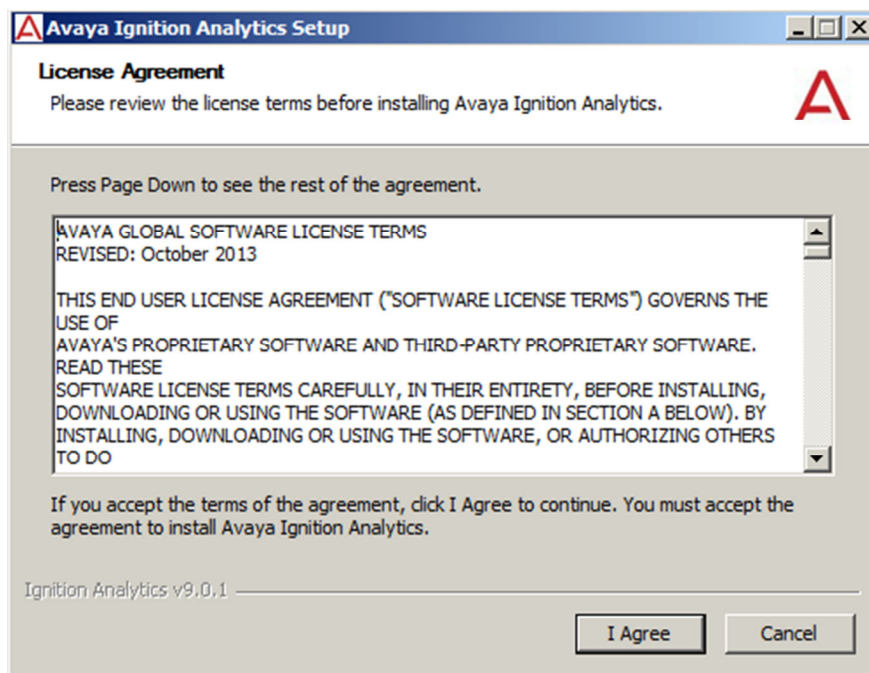 Avaya Ignition Analytics Setup
License Agreement
Please review the license terms before installing Avaya Ignition Analytics.
Press Page Down to see the rest of the agreement.
AVAYA GLOBAL SOFTWARE LICENSE TERMS
REVISED: October 2013
THIS END USER LICENSE AGREEMENT ("SOFTWARE LICENSE TERMS") GOVERNS THE
USE OF
AVAYA'S PROPRIETARY SOFTWARE AND THIRD-PARTY PROPRIETARY SOFTWARE.
READ THESE
SOFTWARE LICENSE TERMS CAREFULLY, IN THEIR ENTIRETY, BEFORE INSTALLING,
DOWNLOADING OR USING THE SOFTWARE (AS DEFINED IN SECTION A BELOW). BY
INSTALLING, DOWNLOADING OR USING THE SOFTWARE, OR AUTHORIZING OTHERS
TO DO
If you accept the terms of the agreement, click I Agree to continue. You must accept the
agreement to install Avaya Ignition Analytics.
Ignition Analytics v9.0.1
I Agree Cancel